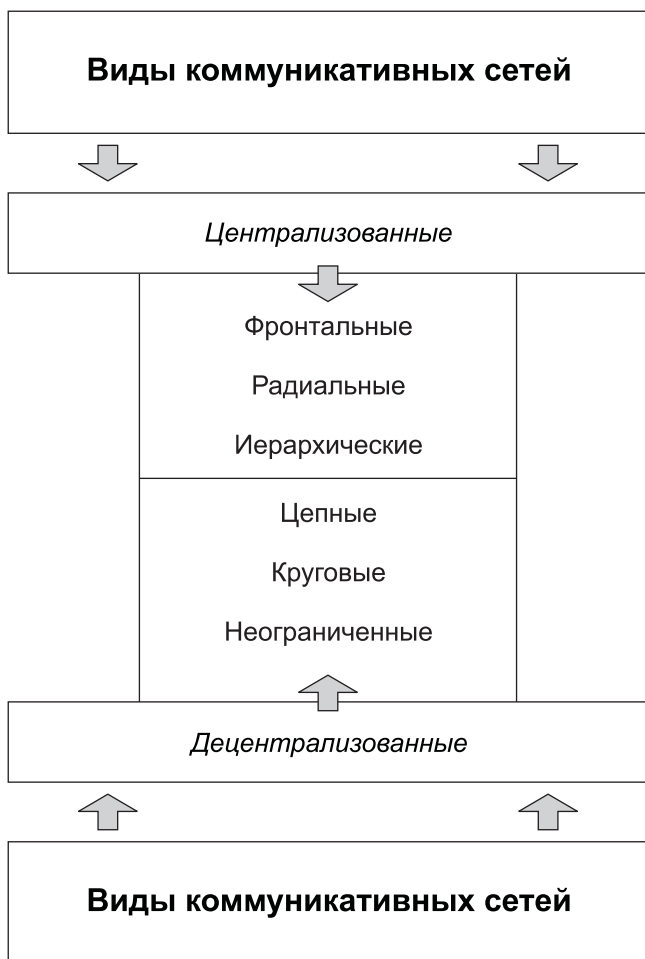 Виды коммуникативных сетей
Централизованные
Фронтальные
Радиальные
Иерархические
Цепные
Круговые
Неограниченные
Децентрализованные
Виды коммуникативных сетей